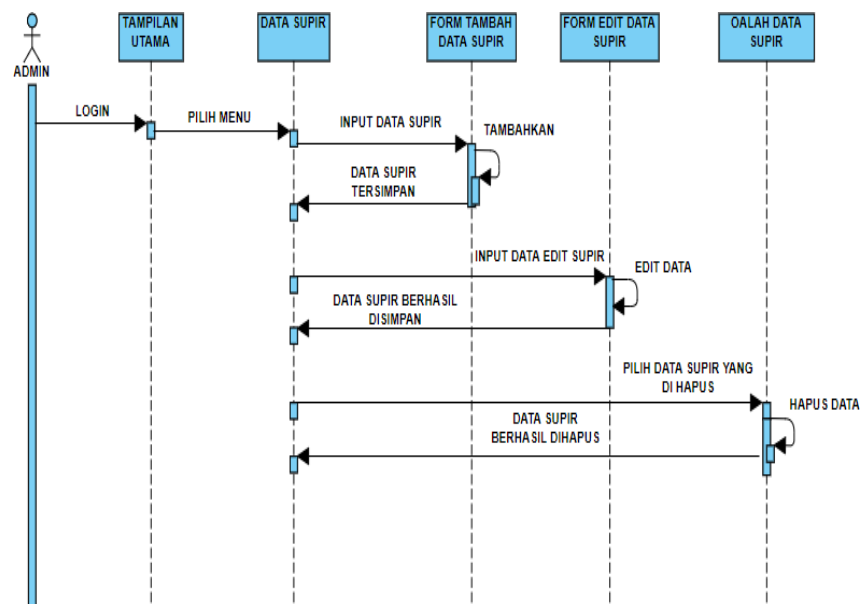 ADMIN
TAMPILAN
UTAMA
DATA SUPIR
FORM TAMBAH
DATA SUPIR
FORM EDIT DATA
SUPIR
OALAH DATA
SUPIR
LOGIN
PILIH MENU
INPUT DATA SUPIR
TAMBAHKAN
DATA SUPIR
TERSIMPAN
INPUT DATA EDIT SUPIR
EDIT DATA
DATA SUPIR BERHASIL
DISIMPAN
PILIH DATA SUPIR YANG
DI HAPUS
HAPUS DATA
DATA SUPIR
BERHASIL DIHAPUS